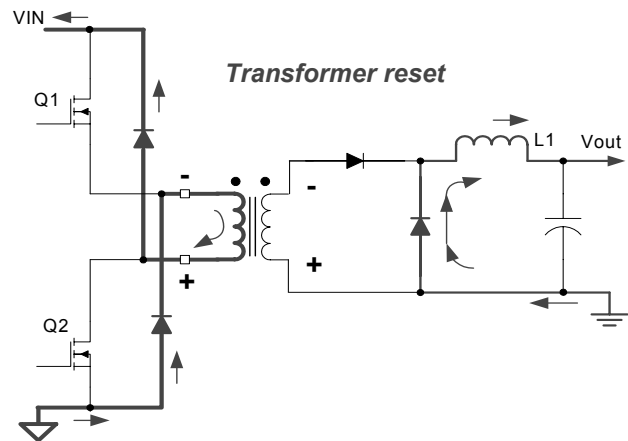 VIN
Transformer reset
Q1
L1
Vout
-
-
+
+
Q2